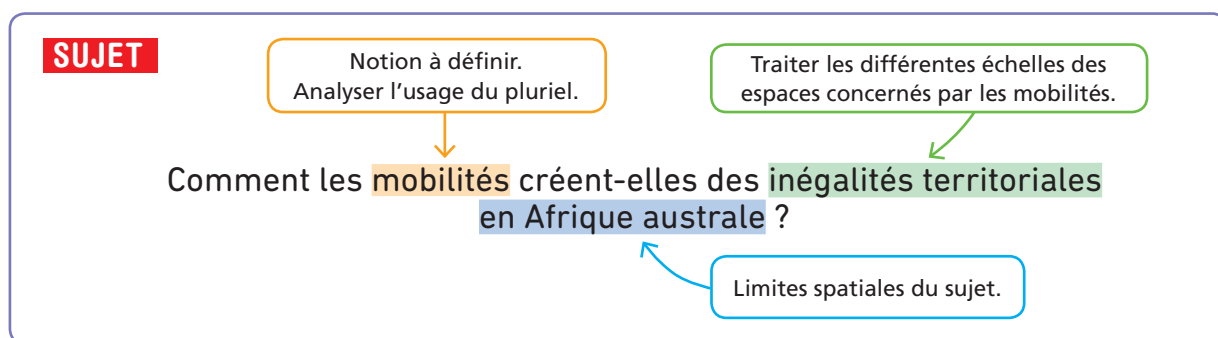 SUJET
Notion à définir.
Analyser l’usage du pluriel.
Traiter les différentes échelles des
espaces concernés par les mobilités.
Comment les mobilités créent-elles des inégalités territoriales
en Afrique australe ?
Limites spatiales du sujet.